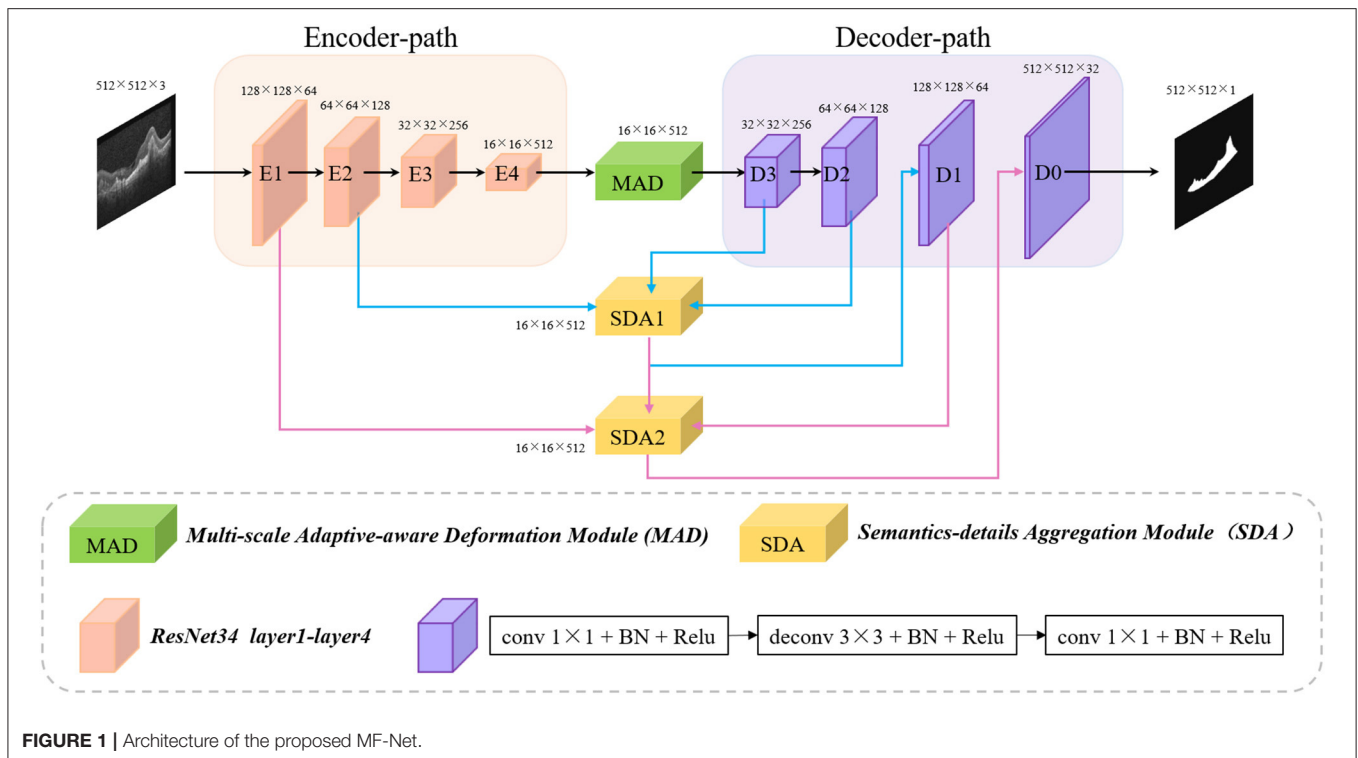 Encoder-path
Decoder-path
512×512×3
128×128×64
64×64×128
32×32×256
16×16×512
16×16×512
32×32×256
64×64×128
128×128×64
512×512×32
512×512×1
E1
E2
E3
E4
MAD
D3
D2
D1
D0
SDA1
16×16×512
SDA2
16×16×512
MAD
Multi-scale Adaptive-aware Deformation Module (MAD)
SDA
Semantics-details Aggregation Module（SDA）
ResNet34 layer1-layer4
conv 1×1 + BN + Relu
deconv 3×3 + BN + Relu
conv 1×1 + BN + Relu
FIGURE 1 | Architecture of the proposed MF-Net.